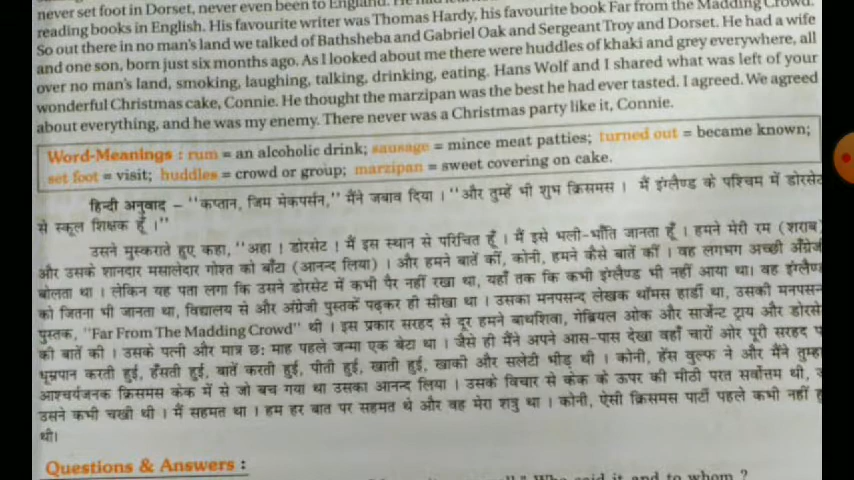 never set foot in Dorset, never even been to England. He had
reading books in English. His favourite writer was Thomas Hardy, his favourite book Far from the Madding Crowd.
So out there in no man's land we talked of Bathsheba and Gabriel Oak and Sergeant Troy and Dorset. He had a wife
and one son, born just six months ago. As I looked about me there were huddles of khaki and grey everywhere, all
over no man's land, smoking, laughing, talking, drinking, eating. Hans Wolf and I shared what was left of your
wonderful Christmas cake, Connie. He thought the marzipan was the best he had ever tasted. I agreed. We agreed
about everything, and he was my enemy. There never was a Christmas party like it, Connie.
Word-Meanings : rum = an alcoholic drink; sausage = mince meat patties; turned out = became known;
set foot = visit; huddles = crowd or group; marzipan = sweet covering on cake.
हिन्दी अनुवाद – "कप्तान, जिम मेकपर्सन," मैंने जबाव दिया । "और तुम्हें भी शुभ क्रिसमस । मैं इंग्लैण्ड के पश्चिम में डोरसेट
से स्कूल शिक्षक हूँ ।"
उसने मुस्कराते हुए कहा, "अहा ! डोरसेट । मैं इस स्थान से परिचित हूँ । मैं इसे भली-भाँति जानता हूँ । हमने मेरी रम (शराब)
और उसके शानदार मसालेदार गोश्त को बाँटा (आनन्द लिया) । और हमने बातें कीं, कोनी, हमने कैसे बातें कीं । वह लगभग अच्छी अँग्रेजी
बोलता था । लेकिन यह पता लगा कि उसने डोरसेट में कभी पैर नहीं रखा था, यहाँ तक कि कभी इंग्लैण्ड भी नहीं आया था। वह इंग्लैण्ड
को जितना भी जानता था, विद्यालय से और अंग्रेजी पुस्तकें पढ़कर ही सीखा था । उसका मनपसन्द लेखक थॉमस हार्डी था, उसकी मनपसन्द
पुस्तक, "Far From The Madding Crowd" थी । इस प्रकार सरहद से दूर हमने बाथशिवा, गेब्रियल ओक और सार्जेन्ट ट्राय और डोरसेट
की बातें की । उसके पत्नी और मात्र छः माह पहले जन्मा एक बेटा था । जैसे ही मैंने अपने आस-पास देखा वहाँ चारों ओर पूरी सरहद
धूम्रपान करती हुई, हँसती हुई, बातें करती हुई, पीती हुई, खाती हुई, खाकी और सलेटी भीड़ थी । कोनी, हँस वुल्फ ने और मैंने
आश्चर्यजनक क्रिसमस केक में से जो बच गया था उसका आनन्द लिया । उसके विचार से केक के ऊपर की मीठी परत सर्वोत्तम थी,
उसने कभी चखी थी । मैं सहमत था । हम हर बात पर सहमत थे और वह मेरा शत्रु था । कोनी, ऐसी क्रिसमस पार्टी पहले कभी नहीं
थी।
Questions & Answers :
Who said it and to whom ?